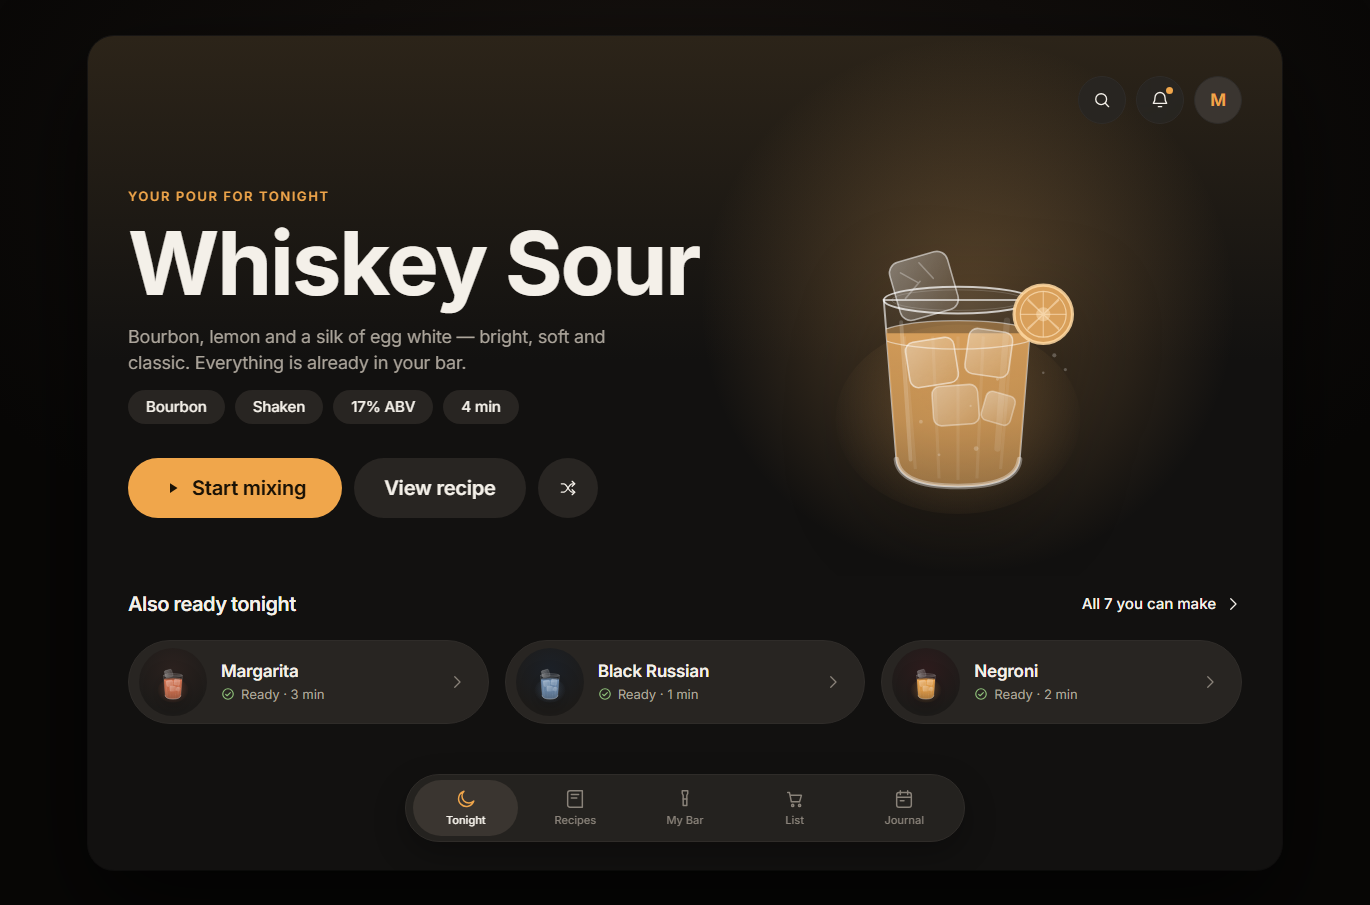 M
YOUR POUR FOR TONIGHT
Whiskey Sour
Bourbon, lemon and a silk of egg white — bright, soft and
classic. Everything is already in your bar.
Bourbon
Shaken
17% ABV
4 min
Start mixing
View recipe
Also ready tonight
All 7 you can make
Margarita
Ready · 3 min
Black Russian
Ready · 1 min
Negroni
Ready · 2 min
Tonight
Recipes
My Bar
List
Journal